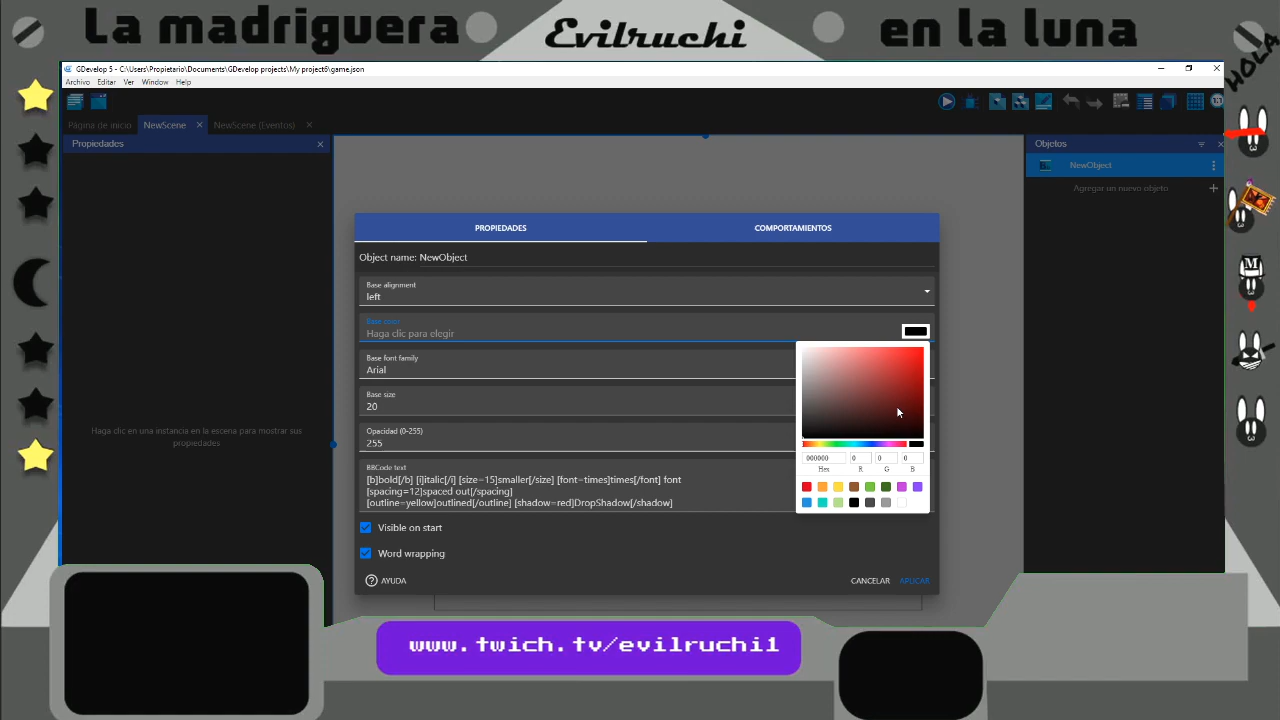 La madriguera
Evilruchi
en la luna
HOLA
GDevelop 5 - C:\Users\Propietario\Documents\GDevelop projects\My project6\game.json
Archivo Editar Ver Window Help
Página de inicio
NewScene
NewScene (Eventos)
Propiedades
Objetos
NewObject
Agregar un nuevo objeto
PROPIEDADES
COMPORTAMIENTOS
Object name: NewObject
Base alignment
left
Base color
Haga clic para elegir
Base font family
Arial
Base size
20
Opacidad (0-255)
255
BBCode text
[b]bold[/b] [i]italic[/i] [size=15]smaller[/size] [font=times]times[/font] font
[spacing=12]spaced out[/spacing]
[outline=yellow]outlined[/outline] [shadow=red]DropShadow[/shadow]
000000 0 0 0
Hex R G B
Visible on start
Word wrapping
AYUDA
CANCELAR
APLICAR
Haga clic en una instancia en la escena para mostrar sus
propiedades
M
www.twich.tv/evilruchi1